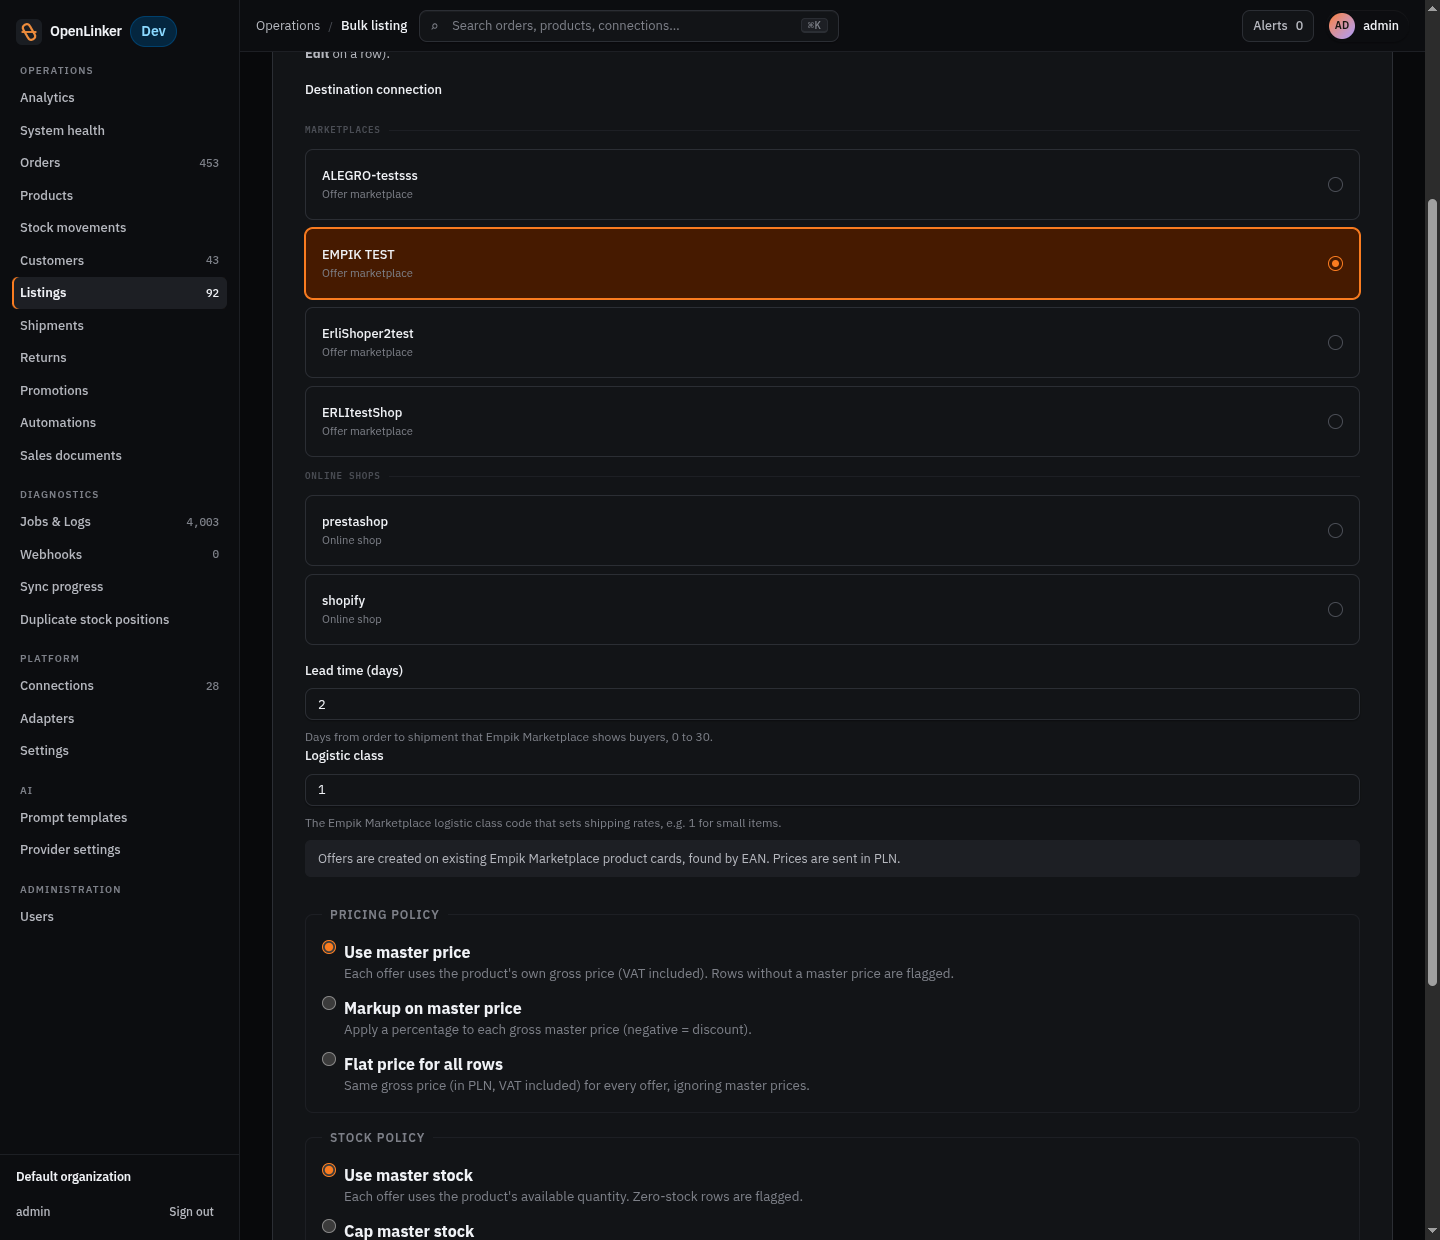 OpenLinker Dev
OPERATIONS
Analytics
System health
Orders 453
Products
Stock movements
Customers 43
Listings 92
Shipments
Returns
Promotions
Automations
Sales documents
DIAGNOSTICS
Jobs & Logs 4,003
Webhooks 0
Sync progress
Duplicate stock positions
PLATFORM
Connections 28
Adapters
Settings
AI
Prompt templates
Provider settings
ADMINISTRATION
Users
Default organization
admin Sign out
Operations / Bulk listing Search orders, products, connections... ⌘K Alerts 0 AD admin
Edit on a row).
Destination connection
MARKETPLACES
ALEGRO-testsss
Offer marketplace
EMPIK TEST
Offer marketplace
ErliShoper2test
Offer marketplace
ERLItestShop
Offer marketplace
ONLINE SHOPS
prestashop
Online shop
shopify
Online shop
Lead time (days)
2
Days from order to shipment that Empik Marketplace shows buyers, 0 to 30.
Logistic class
1
The Empik Marketplace logistic class code that sets shipping rates, e.g. 1 for small items.
Offers are created on existing Empik Marketplace product cards, found by EAN. Prices are sent in PLN.
PRICING POLICY
Use master price
Each offer uses the product's own gross price (VAT included). Rows without a master price are flagged.
Markup on master price
Apply a percentage to each gross master price (negative = discount).
Flat price for all rows
Same gross price (in PLN, VAT included) for every offer, ignoring master prices.
STOCK POLICY
Use master stock
Each offer uses the product's available quantity. Zero-stock rows are flagged.
Cap master stock